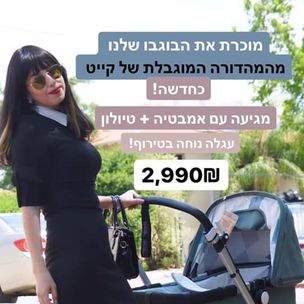 מוכרת את הבוגבו שלנו
מהמהדורה המוגבלת של קייט
כחדשה!
מגיעה עם אמבטיה + טיולון
עגלה נוחה בטירוף!
2,990₪